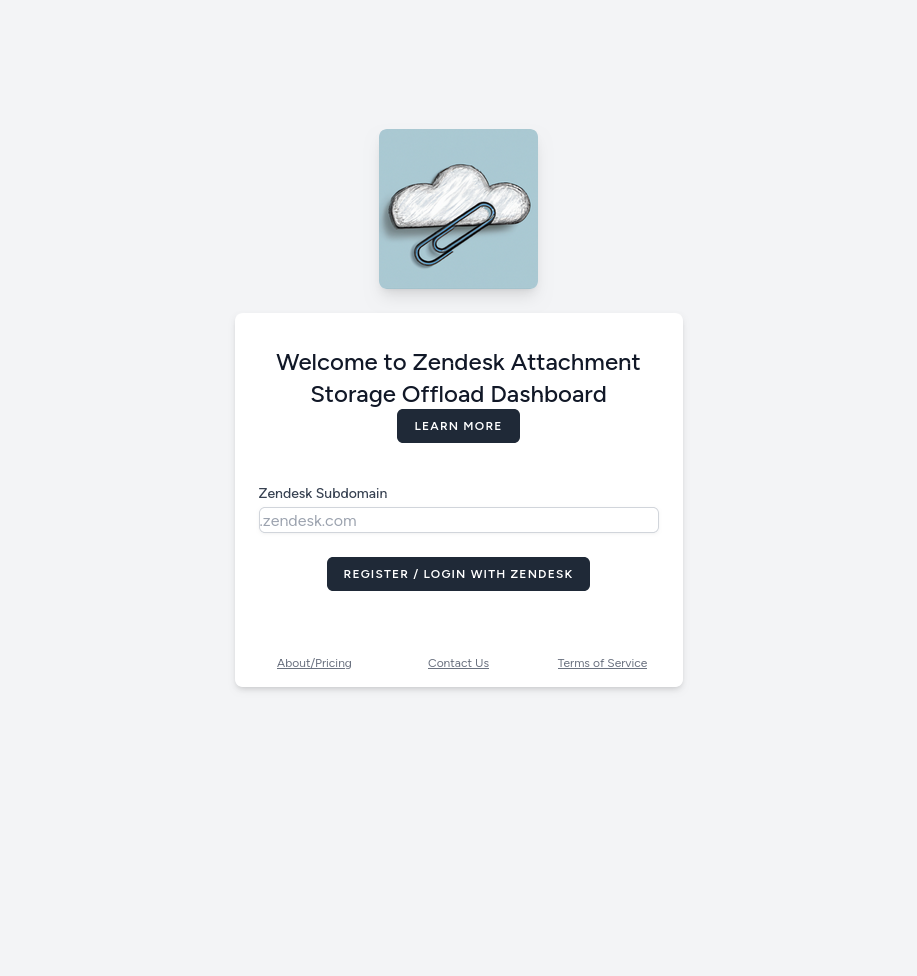 Welcome to Zendesk Attachment
Storage Offload Dashboard
LEARN MORE
Zendesk Subdomain
.zendesk.com
REGISTER / LOGIN WITH ZENDESK
About/Pricing
Contact Us
Terms of Service